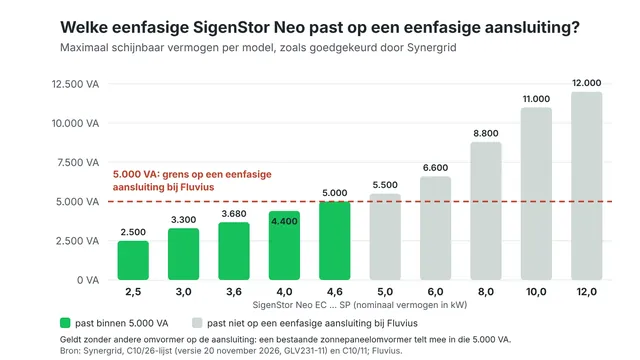 Welke eenfasige SigenStor Neo past op een eenfasige aansluiting?
Maximaal schijnbaar vermogen per model, zoals goedgekeurd door Synergrid
12.500 VA
10.000 VA
7.500 VA
5.000 VA
2.500 VA
0 VA
5.000 VA: grens op een eenfasige
aansluiting bij Fluvius
2.500
3.300
3.680
4.400
5.000
5.500
6.600
8.800
11.000
12.000
2,5
3,0
3,6
4,0
4,6
5,0
6,0
8,0
10,0
12,0
SigenStor Neo EC ... SP (nominaal vermogen in kW)
past binnen 5.000 VA
past niet op een eenfasige aansluiting bij Fluvius
Geldt zonder andere omvormer op de aansluiting: een bestaande zonnepaneelomvormer telt mee in die 5.000 VA.
Bron: Synergrid, C10/26-lijst (versie 20 november 2026, GLV231-11) en C10/11; Fluvius.